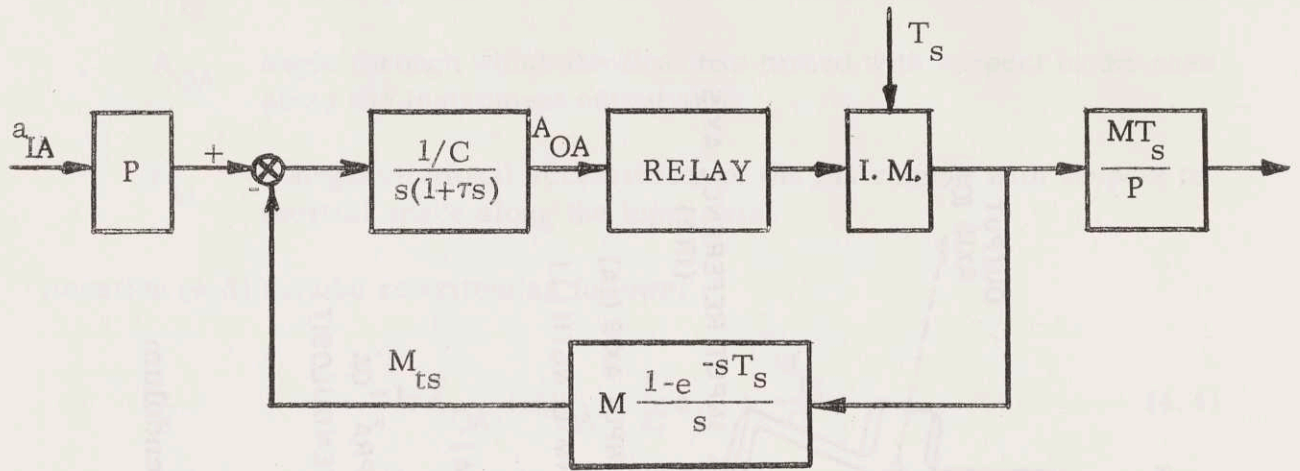 T_s
a_IA
P
+
-
1/C
s(1+τs)
A_OA
RELAY
I. M.
MT_s
P
M_ts
M 1-e^-sT_s
s